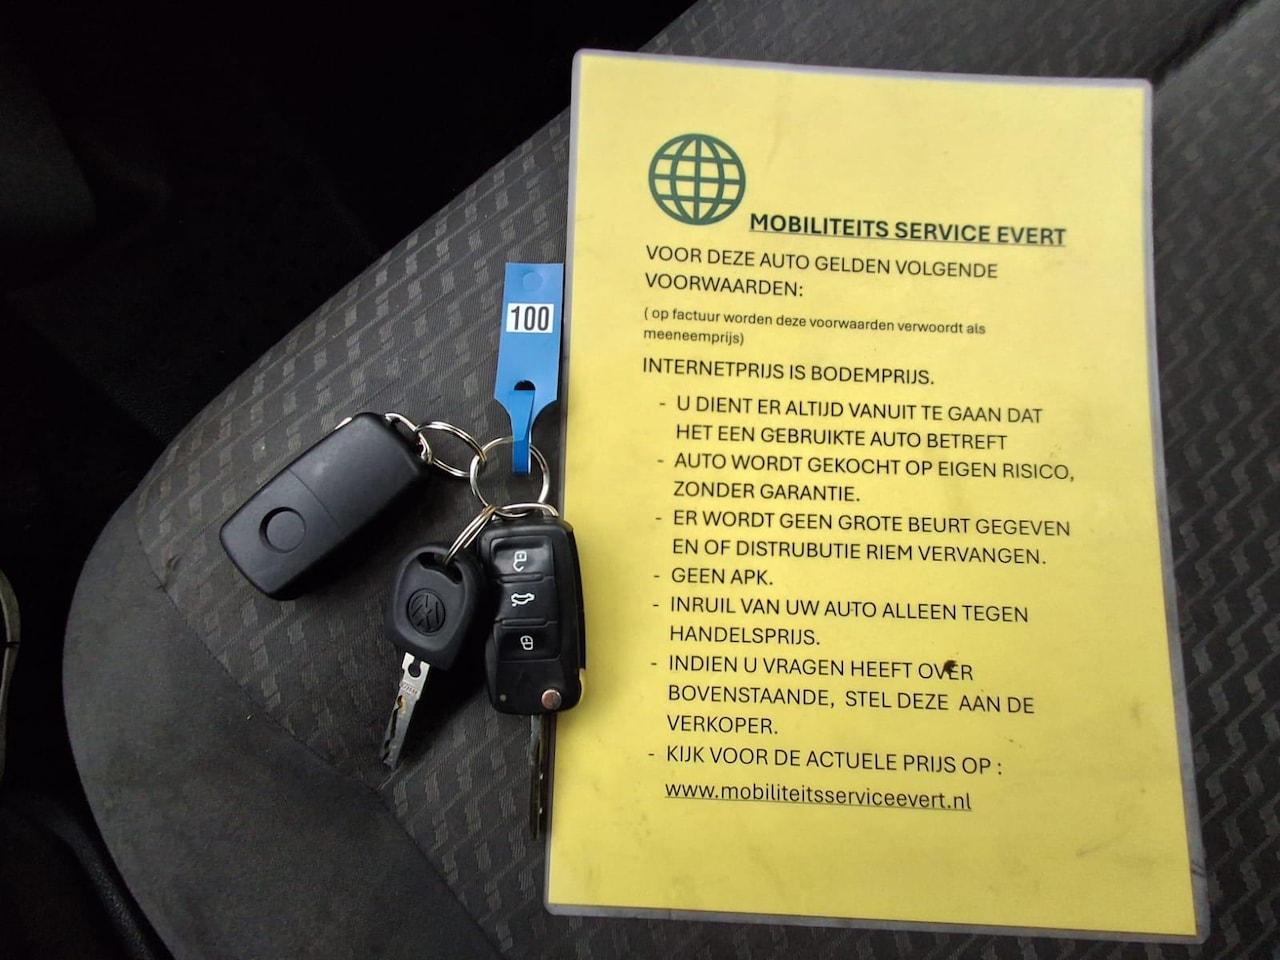 MOBILITEITS SERVICE EVERT
VOOR DEZE AUTO GELDEN VOLGENDE
VOORWAARDEN:
( op factuur worden deze voorwaarden verwoordt als
meeneemprijs)
INTERNETPRIJS IS BODEMPRIJS.
- U DIENT ER ALTIJD VANUIT TE GAAN DAT
HET EEN GEBRUIKTE AUTO BETREFT
- AUTO WORDT GEKOCHT OP EIGEN RISICO,
ZONDER GARANTIE.
- ER WORDT GEEN GROTE BEURT GEGEVEN
EN OF DISTRUBUTIE RIEM VERVANGEN.
- GEEN APK.
- INRUIL VAN UW AUTO ALLEEN TEGEN
HANDELSPRIJS.
- INDIEN U VRAGEN HEEFT OVER
BOVENSTAANDE, STEL DEZE AAN DE
VERKOPER.
- KIJK VOOR DE ACTUELE PRIJS OP :
www.mobiliteitsserviceevert.nl
100